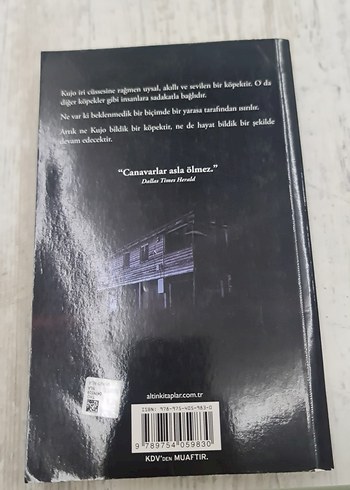 Kujo iri cüssesine rağmen uysal, akıllı ve sevilen bir köpektir. O da
diğer köpekler gibi insanlara sadakatla bağlıdır.
Ne var ki beklenmedik bir biçimde bir yarasa tarafından ısırılır.
Artık ne Kujo bildik bir köpektir, ne de hayat bildik bir şekilde
devam edecektir.
“Canavarlar asla ölmez.”
Dallas Times Herald
altinkitaplar.com.tr
ISBN: 978-975-405-983-0
9 789754 059830
KDV'DEN MUAFTIR.